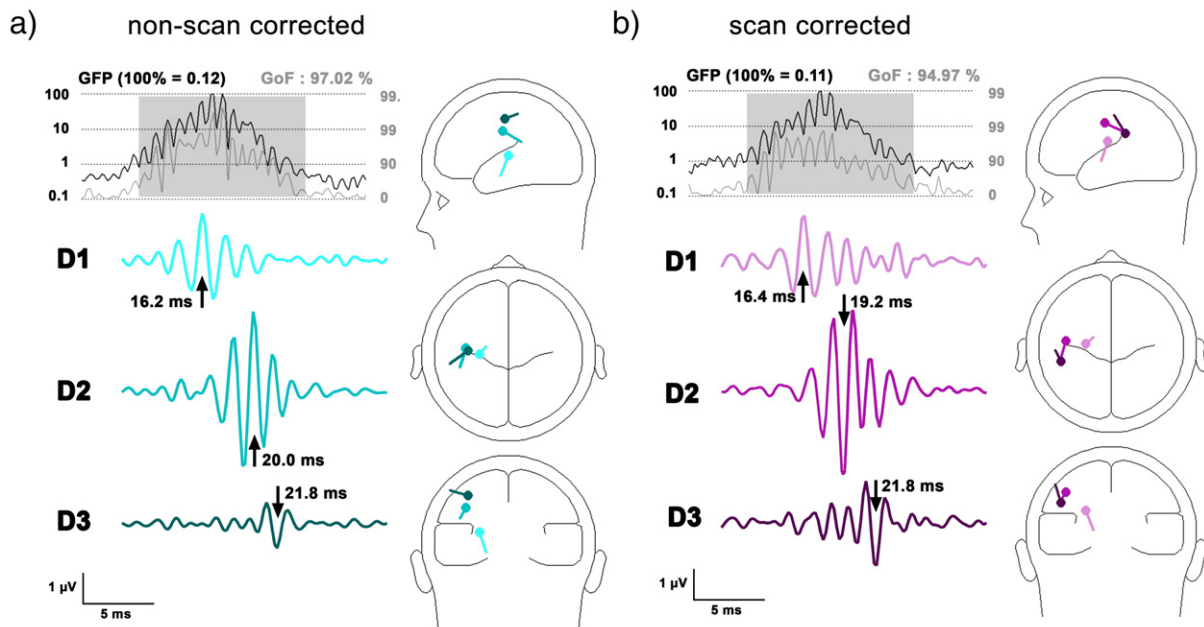 a) non-scan corrected
GFP (100% = 0.12) GoF : 97.02 %
100 99.
10 99
1 90
0.1 0
D1
16.2 ms
D2
20.0 ms
D3
21.8 ms
1 µV
5 ms
b) scan corrected
GFP (100% = 0.11) GoF : 94.97 %
100 99
10 99
1 90
0.1 0
D1
16.4 ms
19.2 ms
D2
D3
21.8 ms
1 µV
5 ms